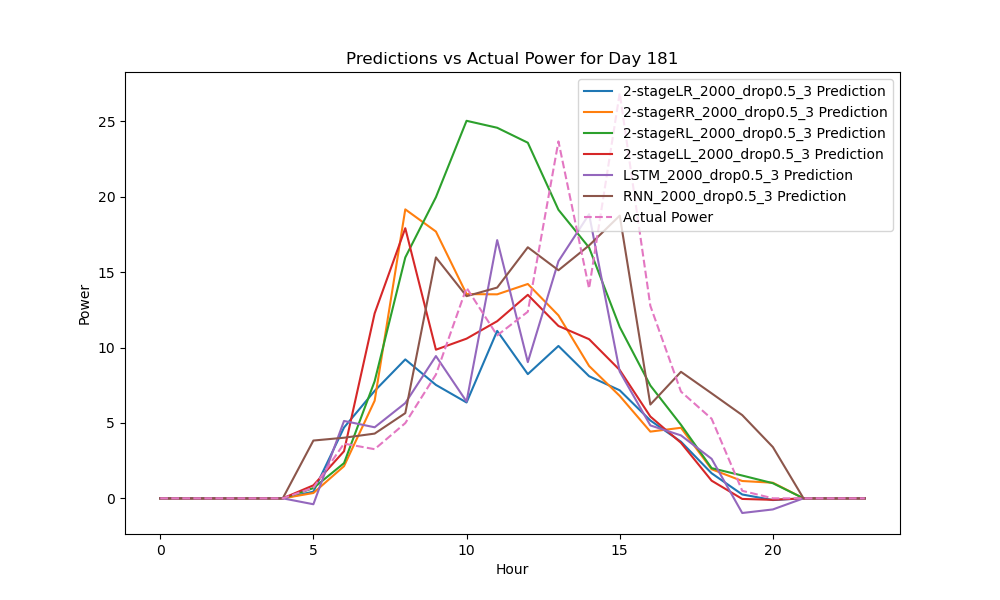 Predictions vs Actual Power for Day 181
2-stageLR_2000_drop0.5_3 Prediction
2-stageRR_2000_drop0.5_3 Prediction
2-stageRL_2000_drop0.5_3 Prediction
2-stageLL_2000_drop0.5_3 Prediction
LSTM_2000_drop0.5_3 Prediction
RNN_2000_drop0.5_3 Prediction
Actual Power
Power
25
20
15
10
5
0
0 5 10 15 20
Hour